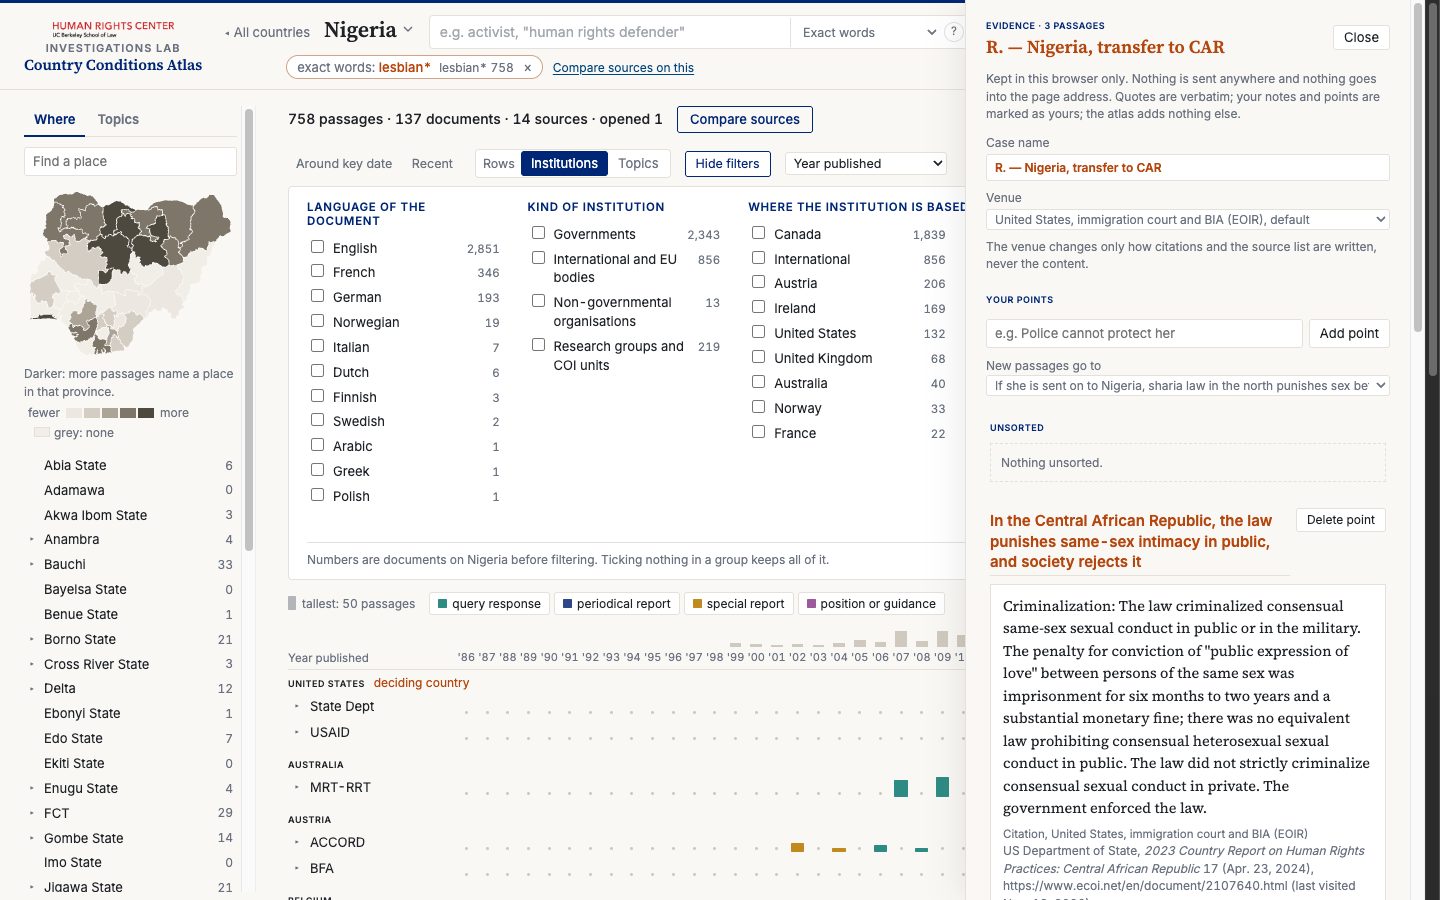 HUMAN RIGHTS CENTER
UC Berkeley School of Law
INVESTIGATIONS LAB
Country Conditions Atlas
All countries
Nigeria
e.g. activist, "human rights defender"
Exact words
?
exact words: lesbian* lesbian* 758 ×
Compare sources on this
Where
Topics
Find a place
Darker: more passages name a place
in that province.
fewer
more
grey: none
Abia State 6
Adamawa 0
Akwa Ibom State 3
Anambra 4
Bauchi 33
Bayelsa State 0
Benue State 1
Borno State 21
Cross River State 3
Delta 12
Ebonyi State 1
Edo State 7
Ekiti State 0
Enugu State 4
FCT 29
Gombe State 14
Imo State 0
Jigawa State 21
758 passages · 137 documents · 14 sources · opened 1
Compare sources
Around key date
Recent
Rows
Institutions
Topics
Hide filters
Year published
LANGUAGE OF THE
DOCUMENT
English 2,851
French 346
German 193
Norwegian 19
Italian 7
Dutch 6
Finnish 3
Swedish 2
Arabic 1
Greek 1
Polish 1
KIND OF INSTITUTION
Governments 2,343
International and EU 856
bodies
Non-governmental 13
organisations
Research groups and 219
COI units
WHERE THE INSTITUTION IS BASED
Canada 1,839
International 856
Austria 206
Ireland 169
United States 132
United Kingdom 68
Australia 40
Norway 33
France 22
Numbers are documents on Nigeria before filtering. Ticking nothing in a group keeps all of it.
tallest: 50 passages
query response
periodical report
special report
position or guidance
Year published
'86 '87 '88 '89 '90 '91 '92 '93 '94 '95 '96 '97 '98 '99 '00 '01 '02 '03 '04 '05 '06 '07 '08 '09 '1
UNITED STATES deciding country
State Dept
USAID
AUSTRALIA
MRT-RRT
AUSTRIA
ACCORD
BFA
EVIDENCE · 3 PASSAGES
R. — Nigeria, transfer to CAR
Close
Kept in this browser only. Nothing is sent anywhere and nothing goes
into the page address. Quotes are verbatim; your notes and points are
marked as yours; the atlas adds nothing else.
Case name
R. — Nigeria, transfer to CAR
Venue
United States, immigration court and BIA (EOIR), default
The venue changes only how citations and the source list are written,
never the content.
YOUR POINTS
e.g. Police cannot protect her
Add point
New passages go to
If she is sent on to Nigeria, sharia law in the north punishes sex be
UNSORTED
Nothing unsorted.
In the Central African Republic, the law
punishes same-sex intimacy in public,
and society rejects it
Delete point
Criminalization: The law criminalized consensual
same-sex sexual conduct in public or in the military.
The penalty for conviction of "public expression of
love" between persons of the same sex was
imprisonment for six months to two years and a
substantial monetary fine; there was no equivalent
law prohibiting consensual heterosexual sexual
conduct in public. The law did not strictly criminalize
consensual sexual conduct in private. The
government enforced the law.
Citation, United States, immigration court and BIA (EOIR)
US Department of State, 2023 Country Report on Human Rights
Practices: Central African Republic 17 (Apr. 23, 2024),
https://www.ecoi.net/en/document/2107640.html (last visited